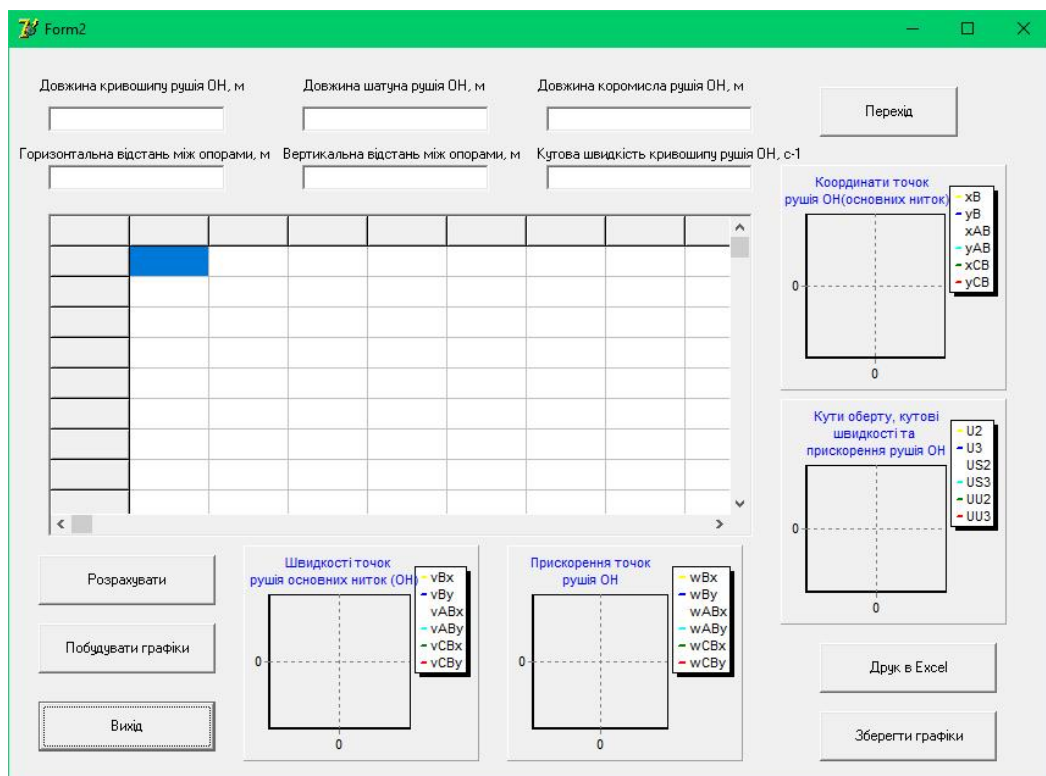 Form2
Довжина кривошипу рушія ОН, м
Довжина шатуна рушія ОН, м
Довжина коромисла рушія ОН, м
Перехід
Горизонтальна відстань між опорами, м
Вертикальна відстань між опорами, м
Кутова швидкість кривошипу рушія ОН, с-1
Координати точок
рушія ОН(основних ниток)
xB
yB
xAB
yAB
xCB
yCB
0
0
Кути оберту, кутові
швидкості та
прискорення рушія ОН
U2
U3
US2
US3
UU2
UU3
0
0
Розрахувати
Побудувати графіки
Вихід
Швидкості точок
рушія основних ниток (ОН)
vBx
vBy
vABx
vABy
vCBx
vCBy
0
0
Прискорення точок
рушія ОН
wBx
wBy
wABx
wABy
wCBx
wCBy
0
0
Друк в Excel
Зберегти графіки